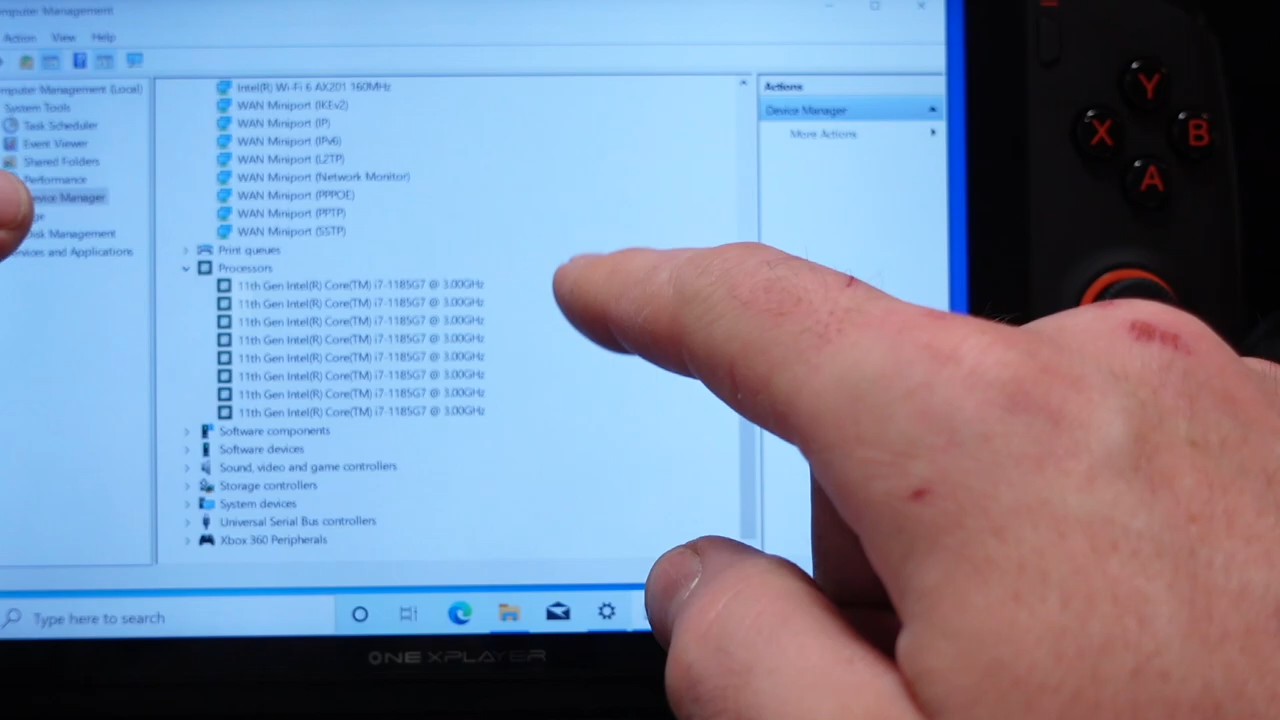 mputer Management
Action View Help
mputer Management (Local)
System Tools
Task Scheduler
Event Viewer
Shared Folders
Performance
evice Manager
ge
isk Management
ervices and Applications
Intel(R) Wi-Fi 6 AX201 160MHz
WAN Miniport (IKEv2)
WAN Miniport (IP)
WAN Miniport (IPv6)
WAN Miniport (L2TP)
WAN Miniport (Network Monitor)
WAN Miniport (PPPOE)
WAN Miniport (PPTP)
WAN Miniport (SSTP)
Print queues
Processors
11th Gen Intel(R) Core(TM) i7-1185G7 @ 3.00GHz
11th Gen Intel(R) Core(TM) i7-1185G7 @ 3.00GHz
11th Gen Intel(R) Core(TM) i7-1185G7 @ 3.00GHz
11th Gen Intel(R) Core(TM) i7-1185G7 @ 3.00GHz
11th Gen Intel(R) Core(TM) i7-1185G7 @ 3.00GHz
11th Gen Intel(R) Core(TM) i7-1185G7 @ 3.00GHz
11th Gen Intel(R) Core(TM) i7-1185G7 @ 3.00GHz
11th Gen Intel(R) Core(TM) i7-1185G7 @ 3.00GHz
Software components
Software devices
Sound, video and game controllers
Storage controllers
System devices
Universal Serial Bus controllers
Xbox 360 Peripherals
Actions
Device Manager
More Actions
Type here to search
ONE XPLAYER
Y
X B
A